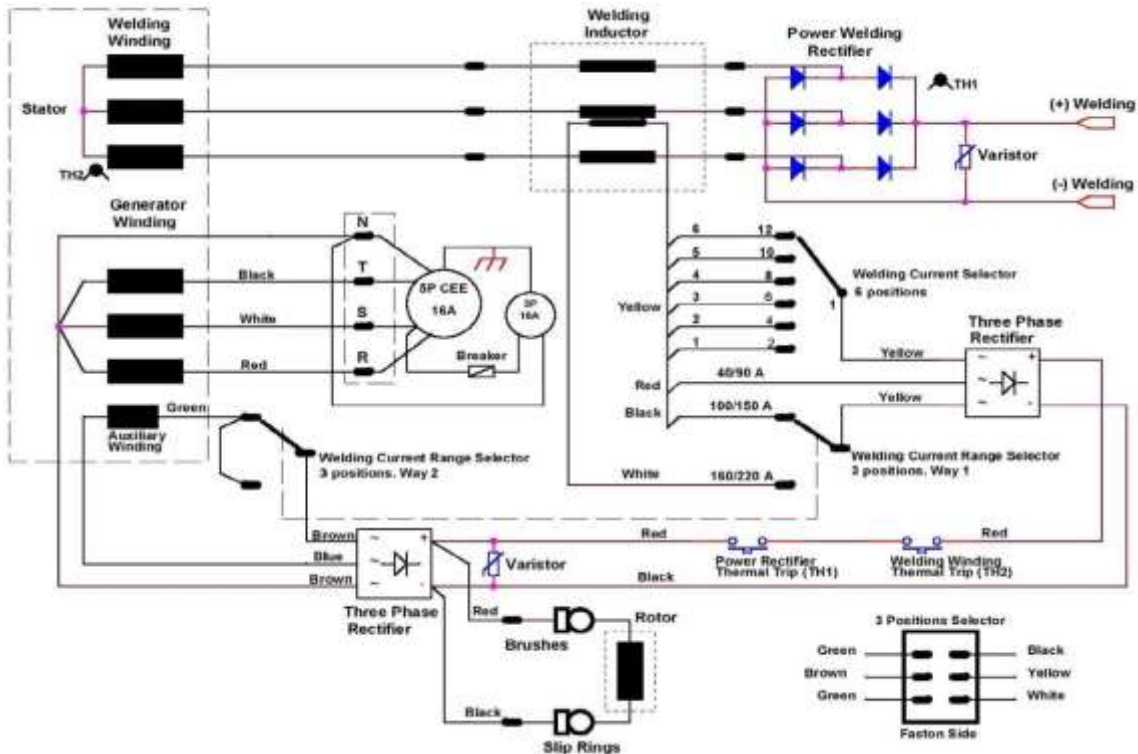 Welding
Winding
Welding
Inductor
Power Welding
Rectifier
TH1
Stator
(+) Welding
Varistor
TH2
(-) Welding
Generator
Winding
N
6 12
T
5 10
Black
5P CEE
4 8
Welding Current Selector
6 positions
16A
3P
16A
3 6
1
White
S
Yellow
2 4
Three Phase
Rectifier
Red
R
Breaker
1 2
Yellow
~ +
40/90 A
~
Red
Yellow
~ -
Green
Black
100/150 A
Auxiliary
Winding
Welding Current Range Selector
3 positions. Way 2
Welding Current Range Selector
3 positions. Way 1
White
160/220 A
Brown
~ +
Red
Red
Blue
~
Varistor
Power Rectifier
Thermal Trip (TH1)
Welding Winding
Thermal Trip (TH2)
Brown
~ -
Black
Three Phase
Rectifier
Red
Rotor
3 Positions Selector
Brushes
Green
Black
Brown
Yellow
Green
White
Black
Faston Side
Slip Rings